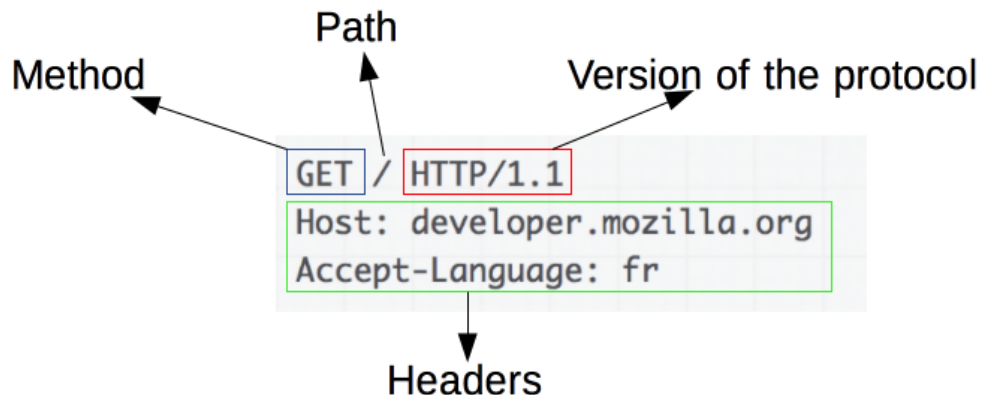 Path
Method
Version of the protocol
GET / HTTP/1.1
Host: developer.mozilla.org
Accept-Language: fr
Headers